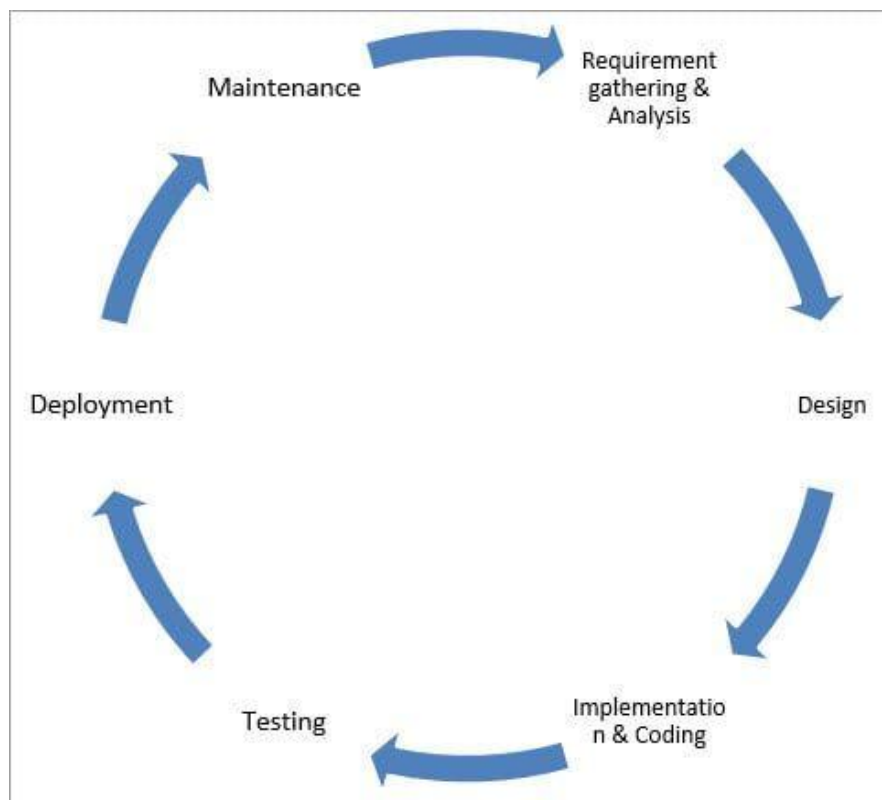 Maintenance
Requirement
gathering &
Analysis
Design
Implementatio
n & Coding
Testing
Deployment